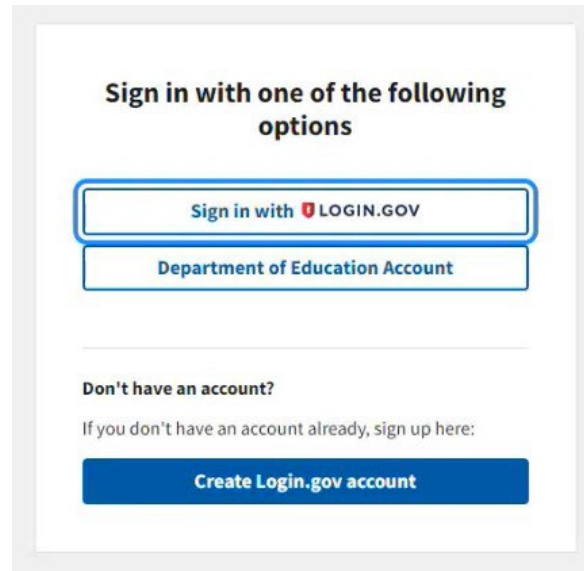 Sign in with one of the following
options
Sign in with LOGIN.GOV
Department of Education Account
Don't have an account?
If you don't have an account already, sign up here:
Create Login.gov account